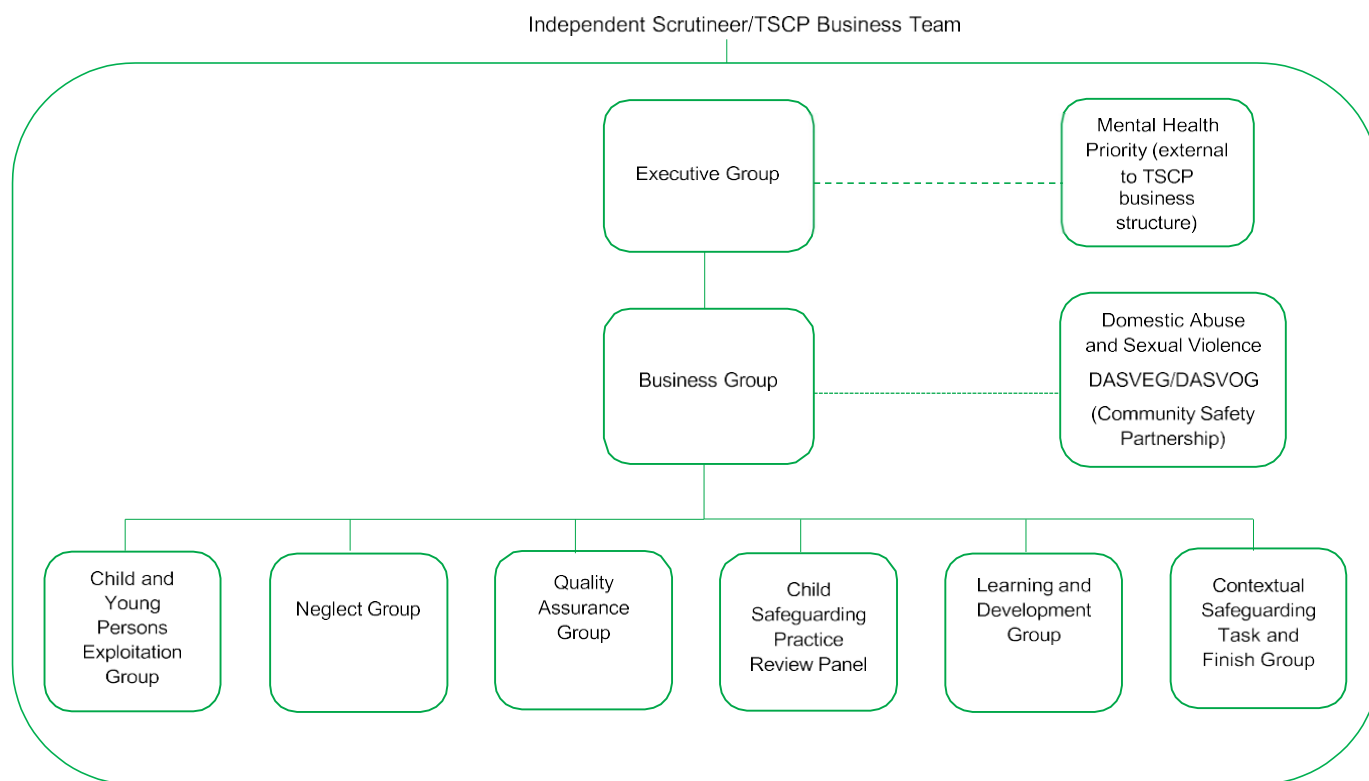 Independent Scrutineer/TSCP Business Team
Executive Group
Mental Health
Priority (external
to TSCP
business
structure)
Business Group
Domestic Abuse
and Sexual Violence
DASVEG/DASVOG
(Community Safety
Partnership)
Child and
Young
Persons
Exploitation
Group
Neglect Group
Quality
Assurance
Group
Child
Safeguarding
Practice
Review Panel
Learning and
Development
Group
Contextual
Safeguarding
Task and
Finish Group